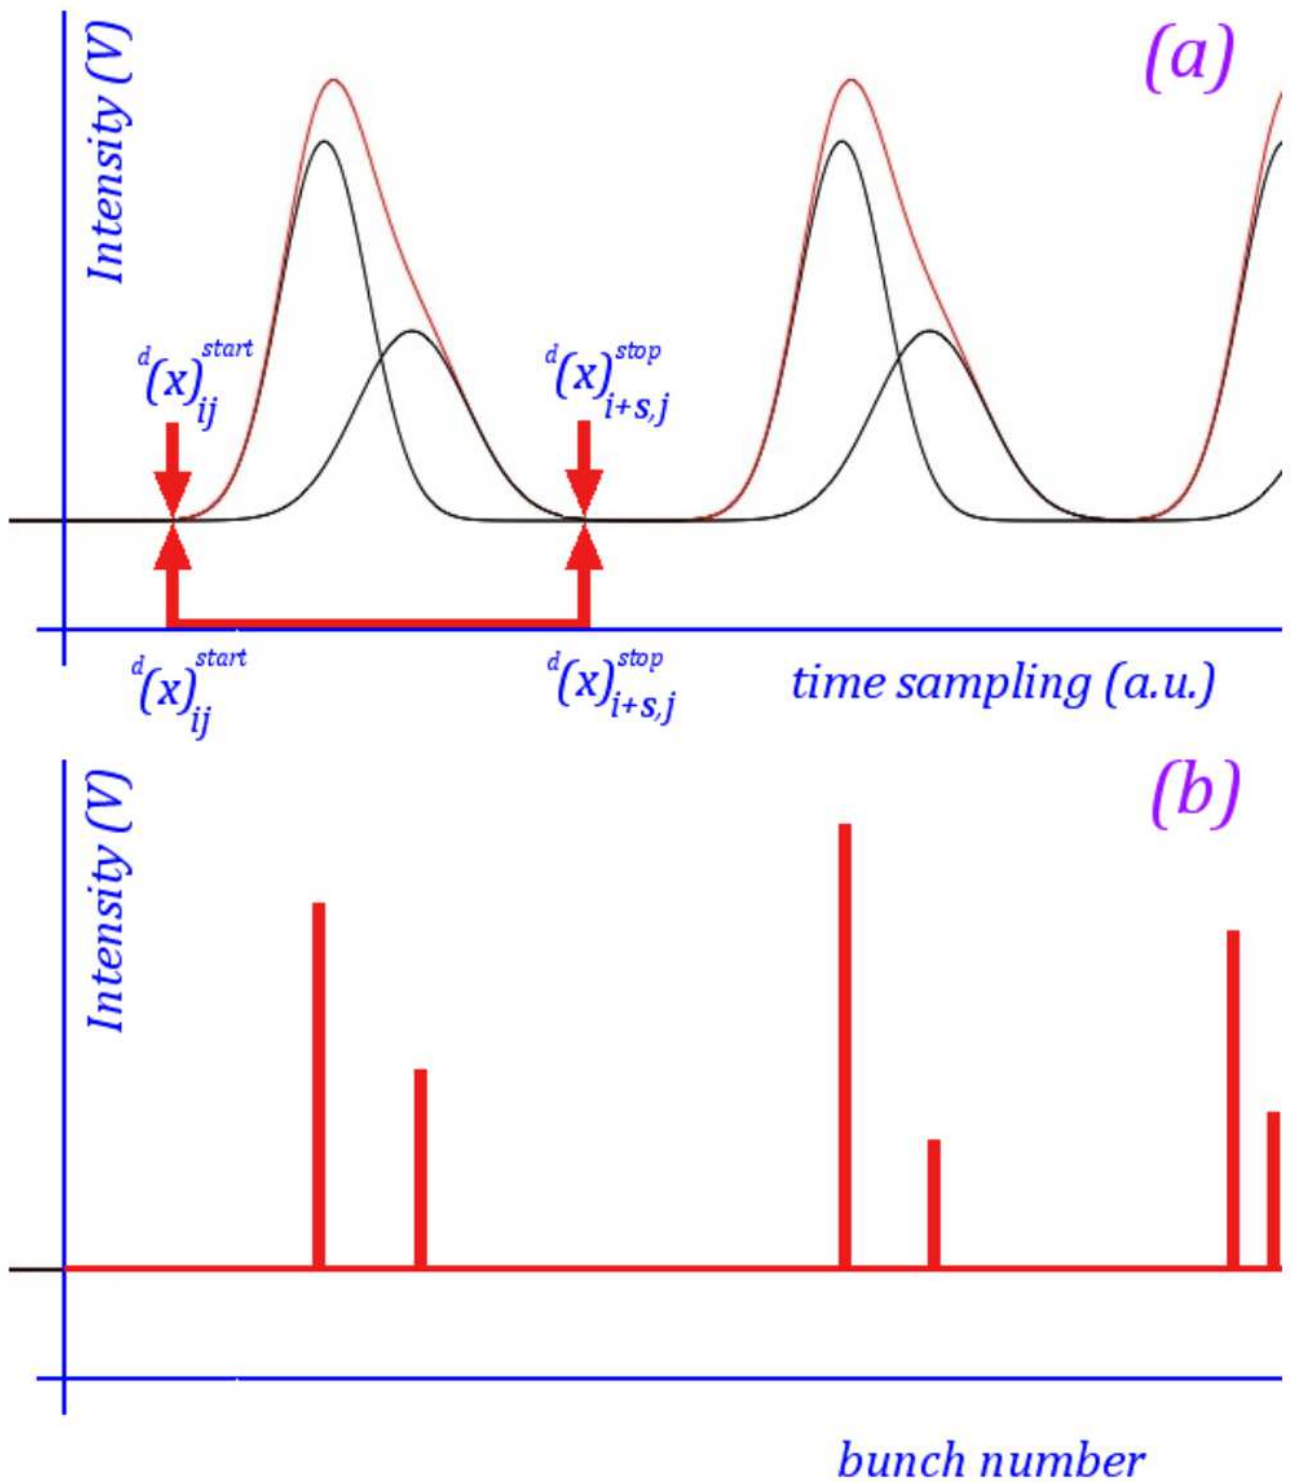 (a)
Intensity (V)
d(x)ij start
d(x)i+s,j stop
d(x)ij start
d(x)i+s,j stop
time sampling (a.u.)
(b)
Intensity (V)
bunch number